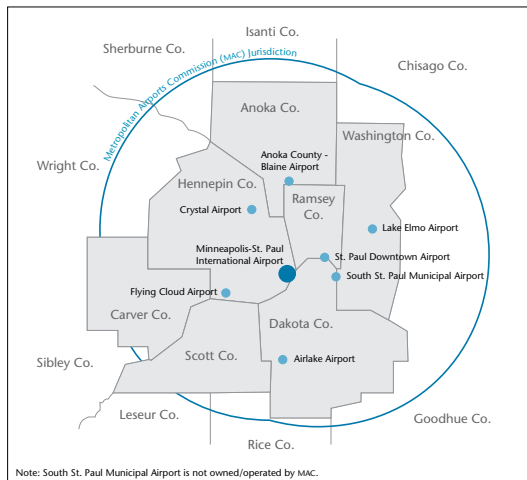 Isanti Co.
Sherburne Co.
Chisago Co.
Metropolitan Airports Commission (MAC) Jurisdiction
Anoka Co.
Washington Co.
Wright Co.
Anoka County -
Blaine Airport
Hennepin Co.
Ramsey
Co.
Crystal Airport
Lake Elmo Airport
Minneapolis-St. Paul
International Airport
St. Paul Downtown Airport
South St. Paul Municipal Airport
Flying Cloud Airport
Carver Co.
Dakota Co.
Scott Co.
Airlake Airport
Sibley Co.
Leseur Co.
Goodhue Co.
Rice Co.
Note: South St. Paul Municipal Airport is not owned/operated by MAC.